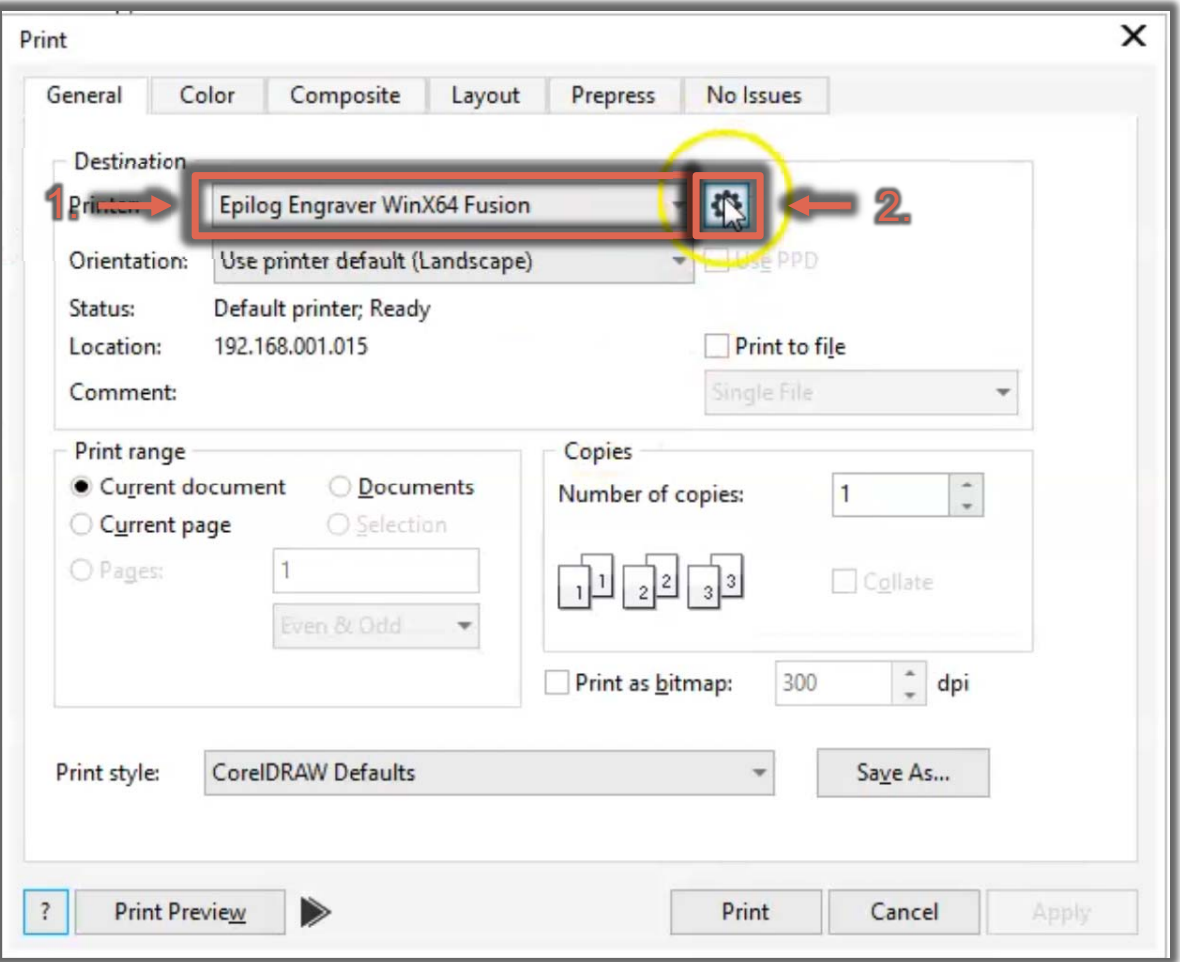 Print
General Color Composite Layout Prepress No Issues
Destination
1. Printer: Epilog Engraver WinX64 Fusion 2.
Orientation: Use printer default (Landscape) Use PPD
Status: Default printer; Ready
Location: 192.168.001.015 Print to file
Comment: Single File
Print range Copies
Current document Documents Number of copies: 1
Current page Selection
Pages: 1 1 1 2 2 3 3 Collate
Even & Odd
Print as bitmap: 300 dpi
Print style: CorelDRAW Defaults Save As...
? Print Preview Print Cancel Apply